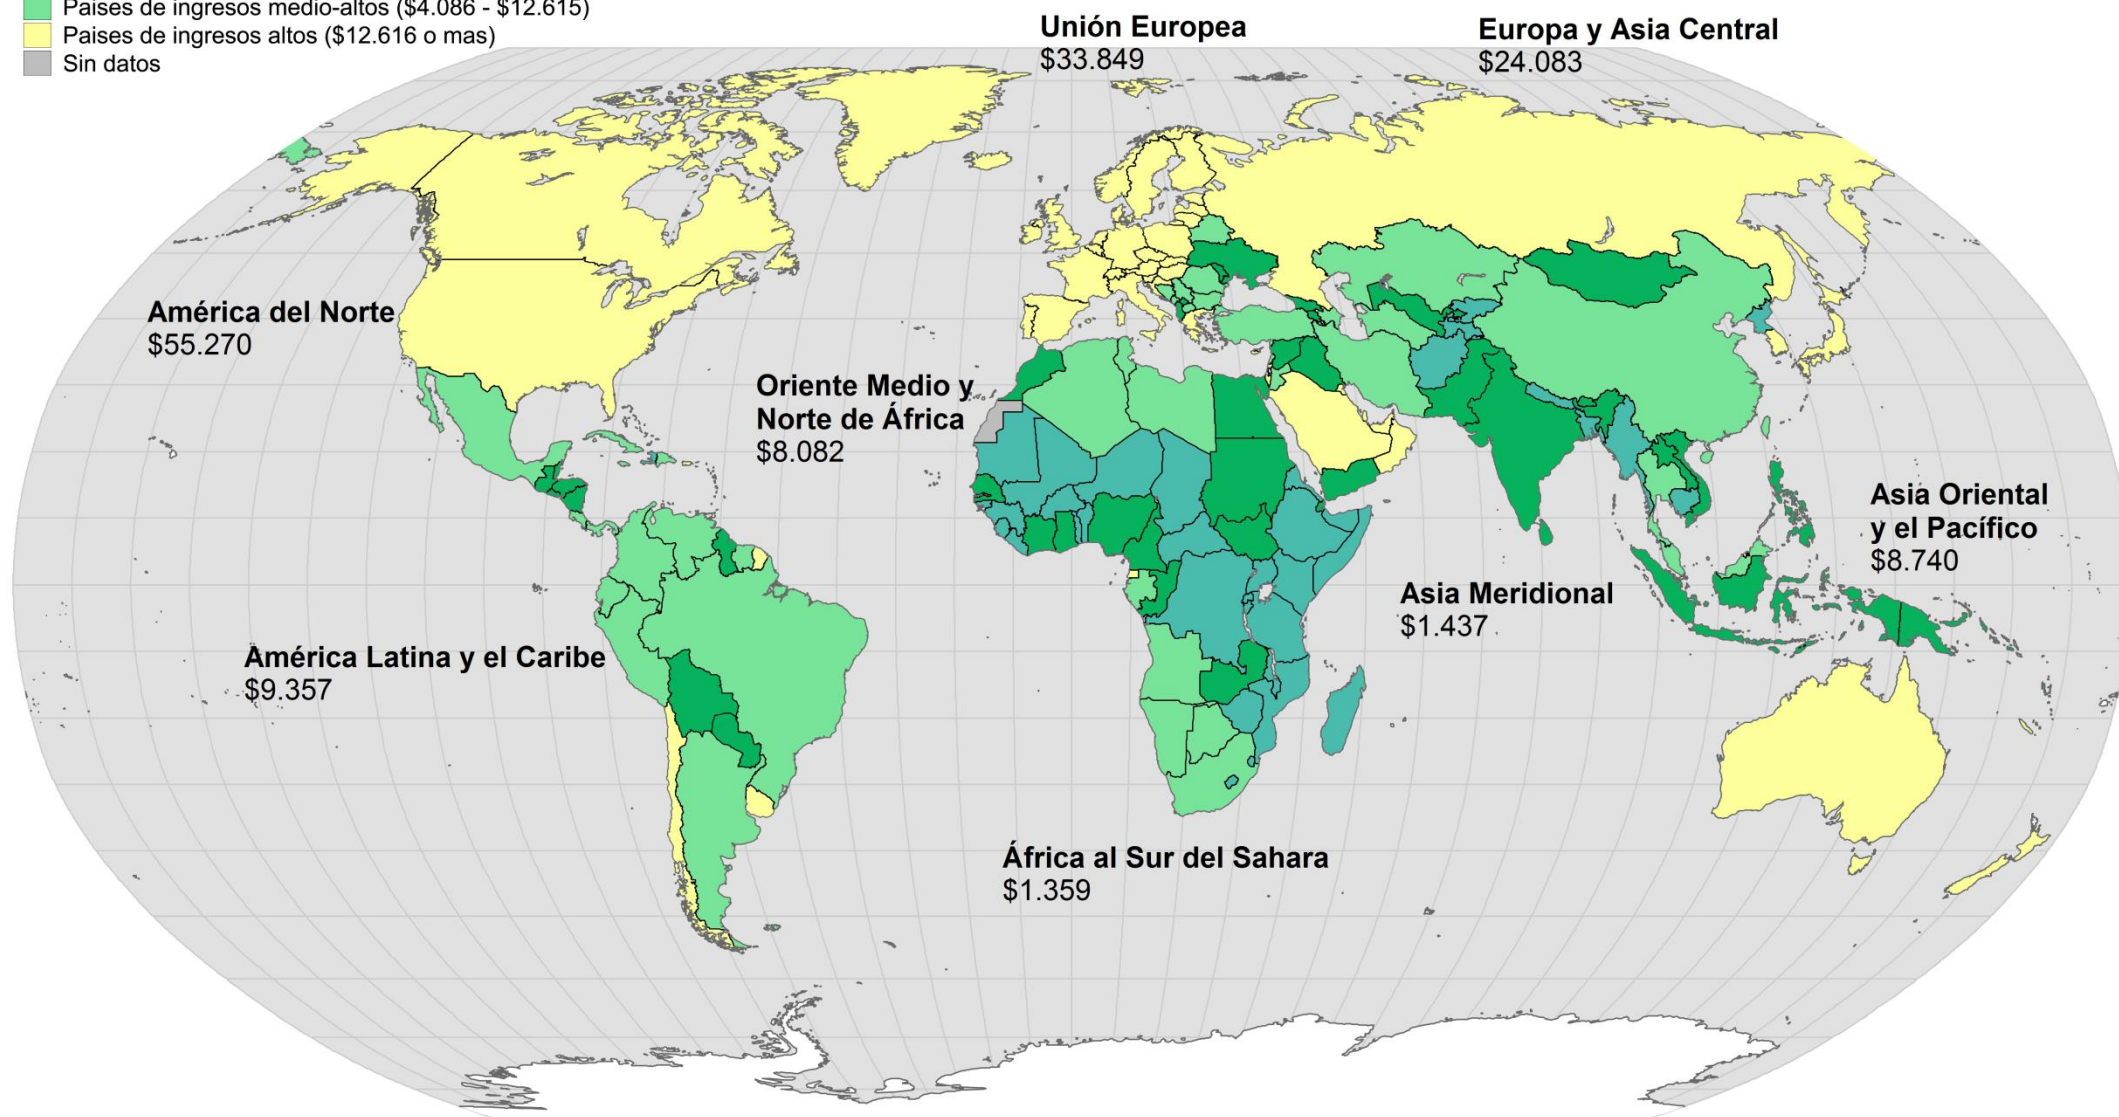 Paises de ingresos medio-altos ($4.086 - $12.615)
Paises de ingresos altos ($12.616 o mas)
Sin datos
Unión Europea
$33.849
Europa y Asia Central
$24.083
América del Norte
$55.270
Oriente Medio y
Norte de África
$8.082
Asia Oriental
y el Pacífico
$8.740
Asia Meridional
$1.437
América Latina y el Caribe
$9.357
África al Sur del Sahara
$1.359